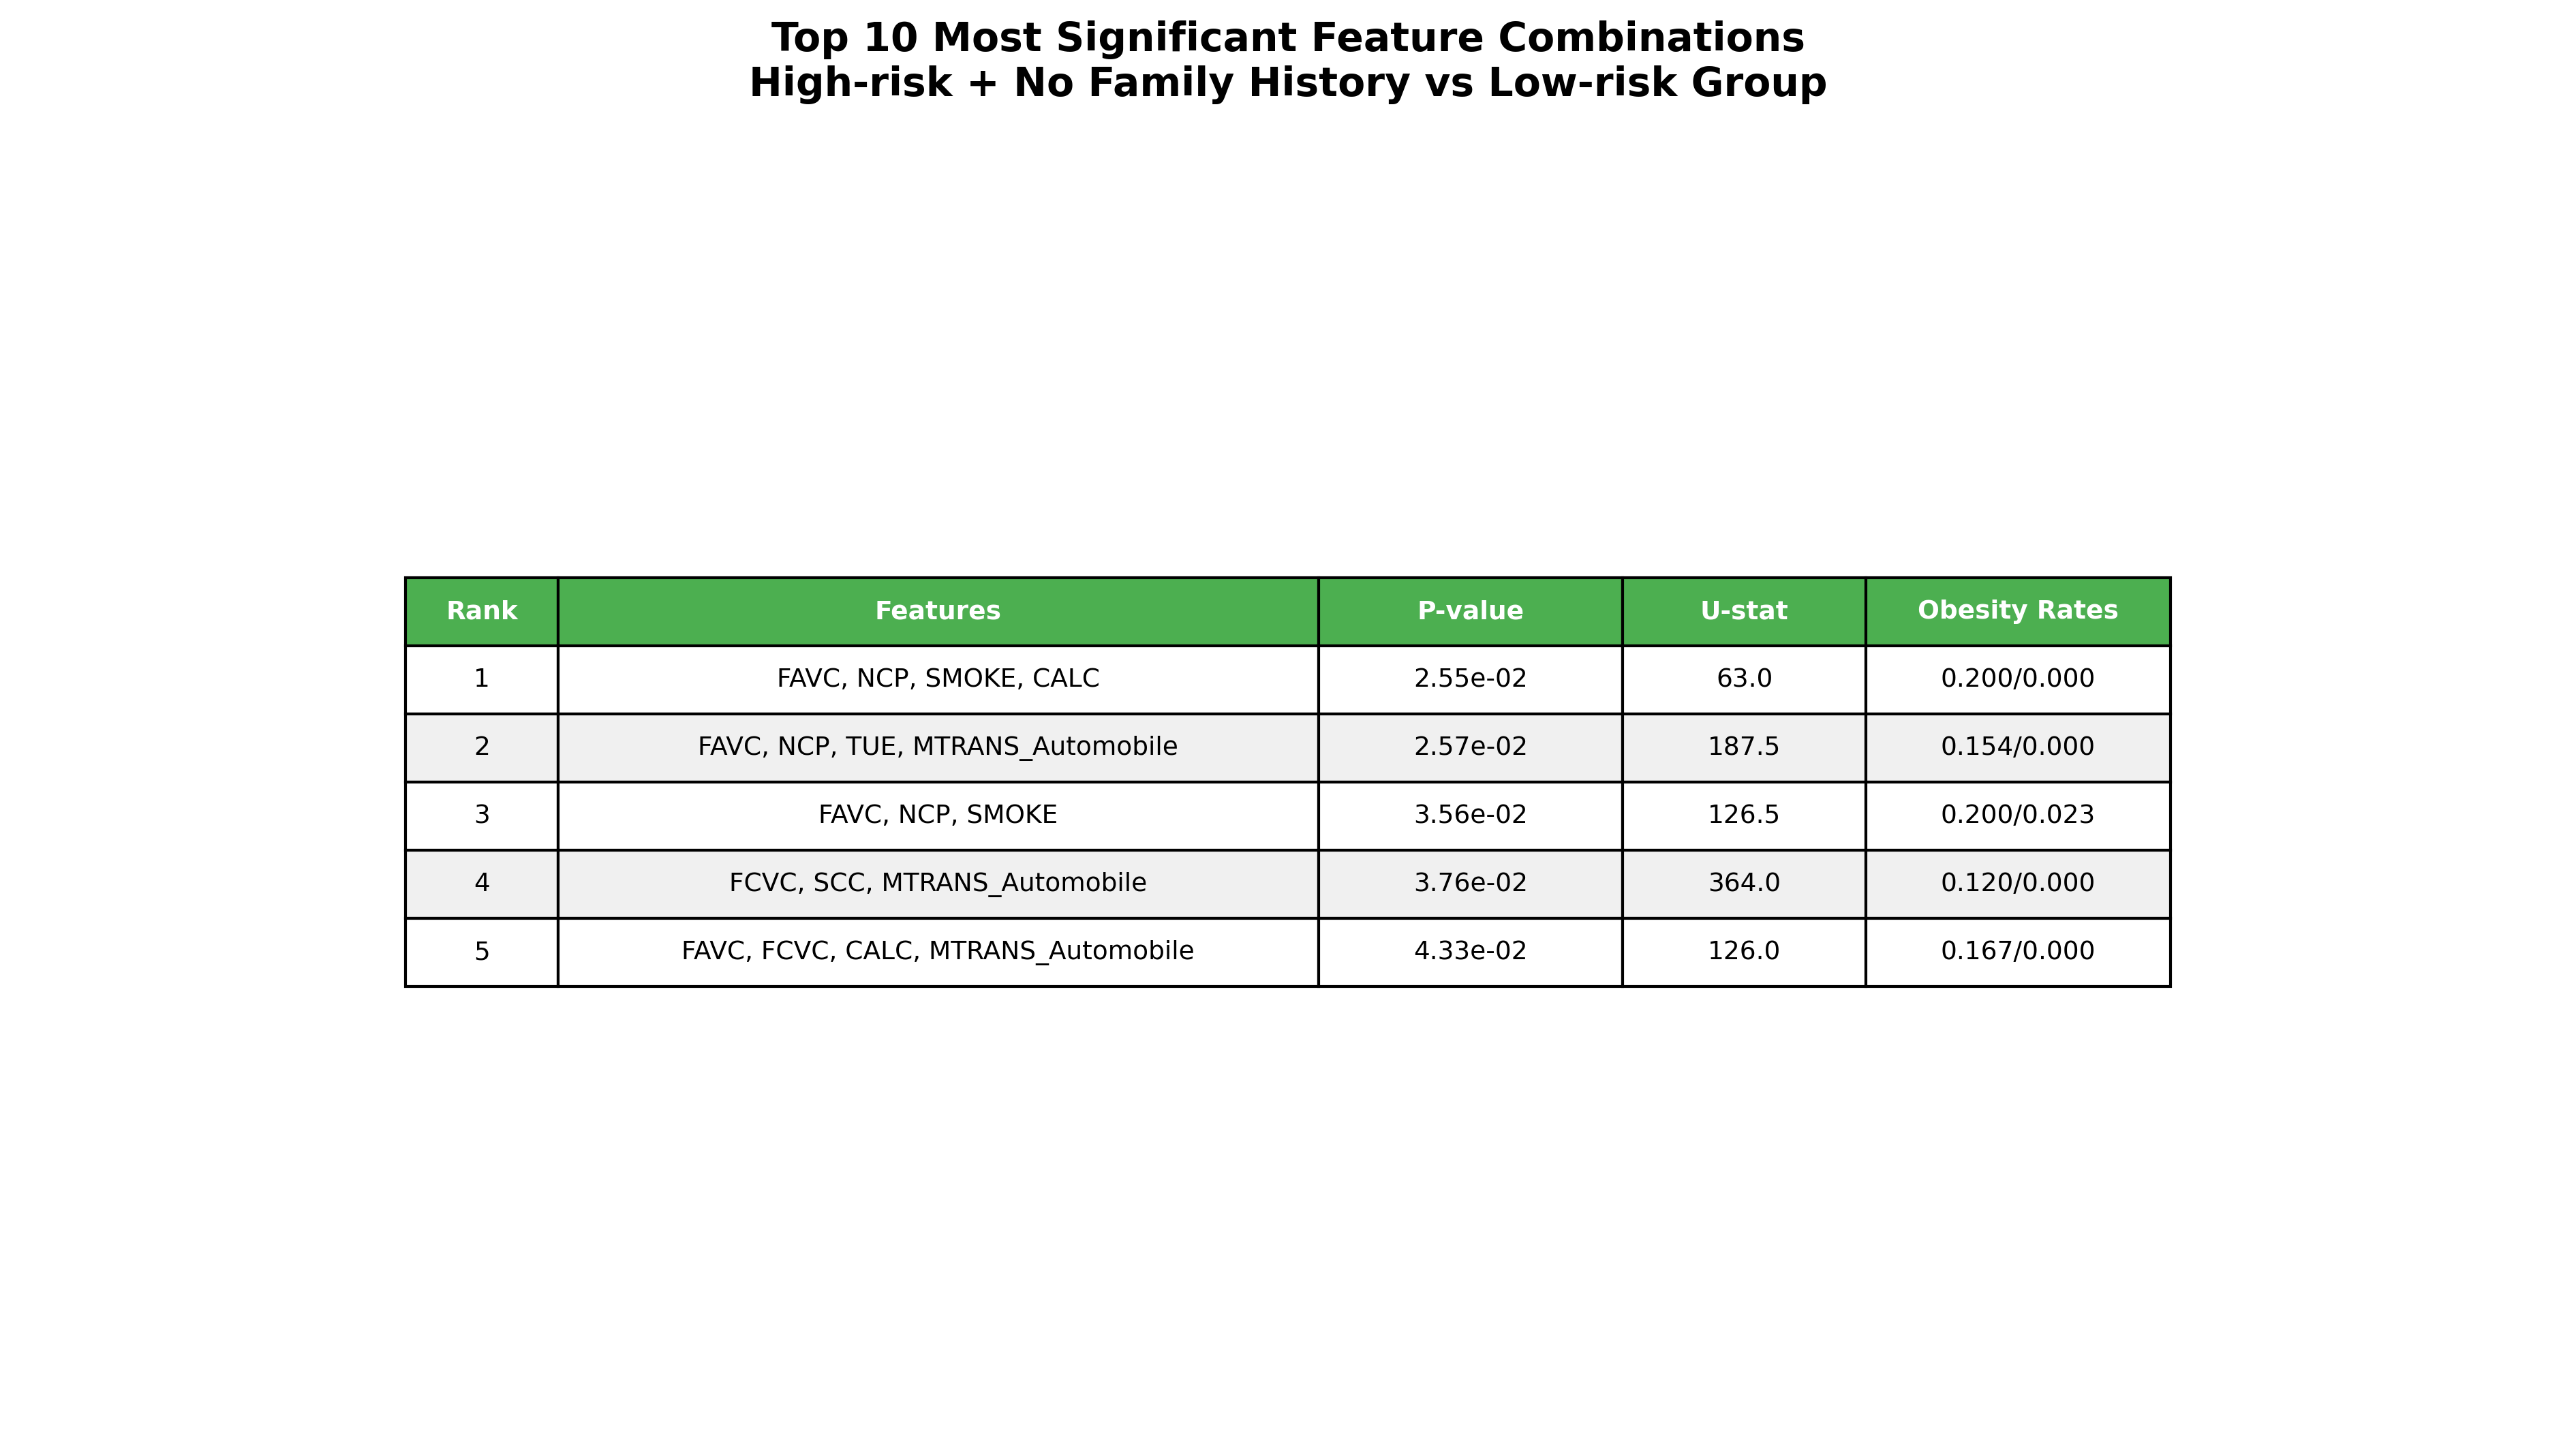 Top 10 Most Significant Feature Combinations
High-risk + No Family History vs Low-risk Group
Rank Features P-value U-stat Obesity Rates
1 FAVC, NCP, SMOKE, CALC 2.55e-02 63.0 0.200/0.000
2 FAVC, NCP, TUE, MTRANS_Automobile 2.57e-02 187.5 0.154/0.000
3 FAVC, NCP, SMOKE 3.56e-02 126.5 0.200/0.023
4 FCVC, SCC, MTRANS_Automobile 3.76e-02 364.0 0.120/0.000
5 FAVC, FCVC, CALC, MTRANS_Automobile 4.33e-02 126.0 0.167/0.000